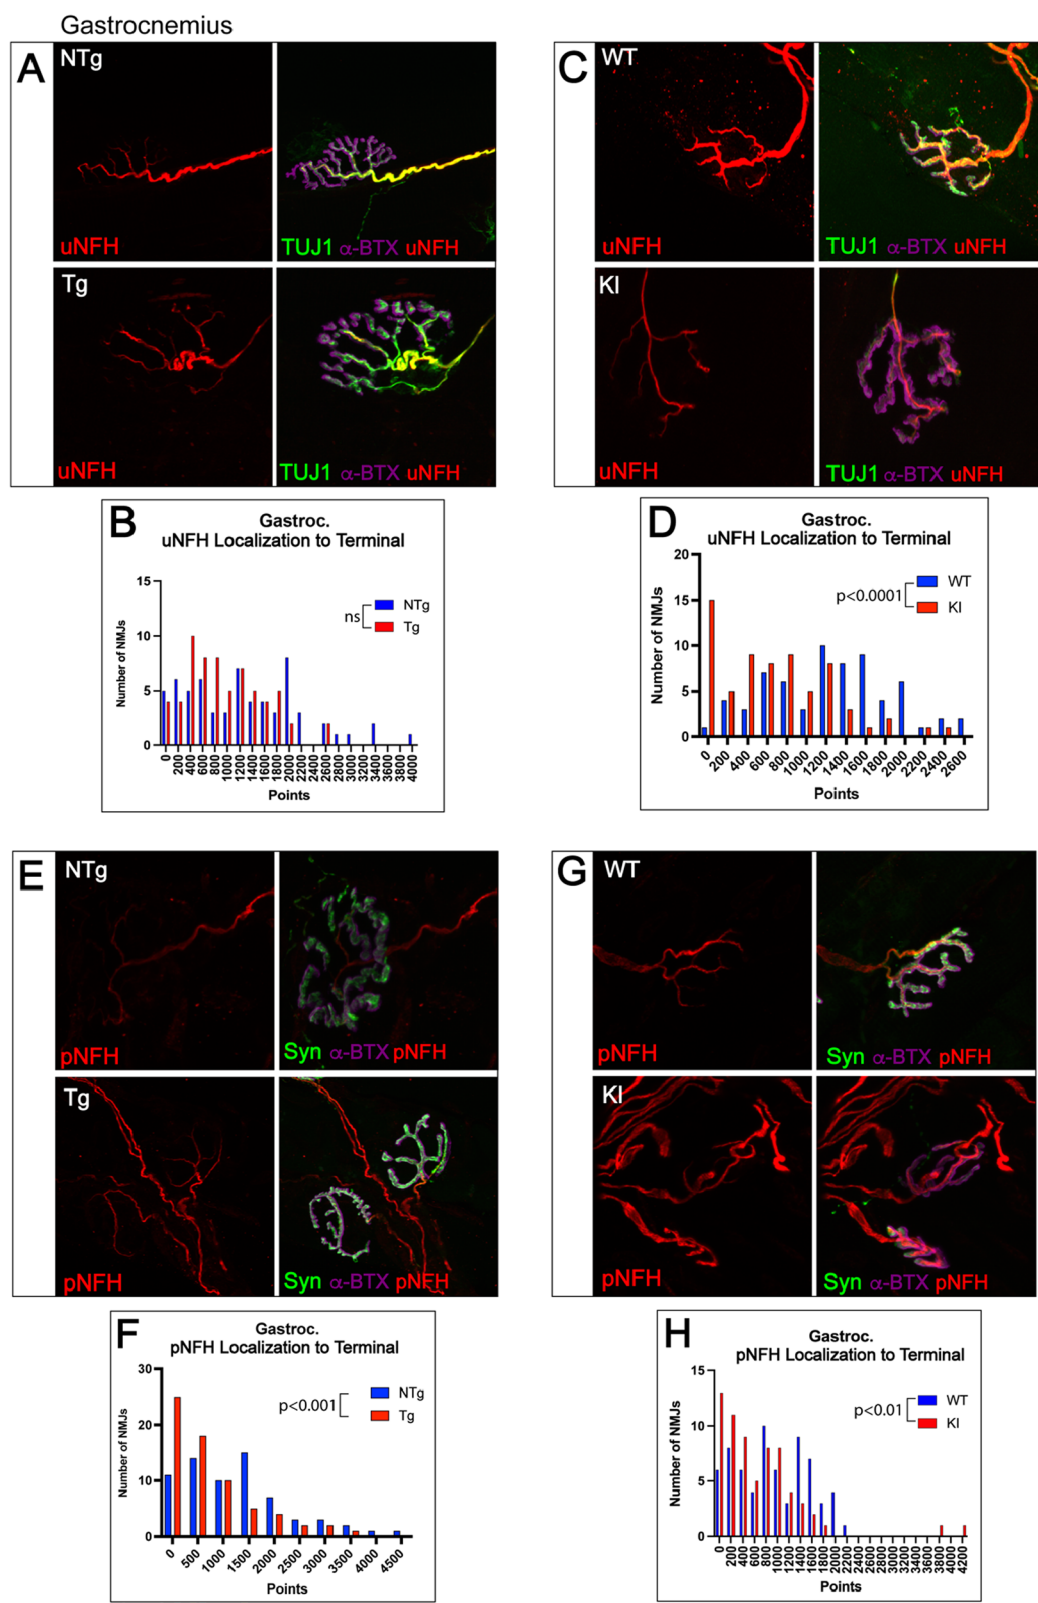 Gastrocnemius
A
NTg
uNFH
TUJ1 α-BTX uNFH
Tg
uNFH
TUJ1 α-BTX uNFH
B
Gastroc.
uNFH Localization to Terminal
Number of NMJs
15
10
5
0
ns
NTg
Tg
0 200 400 600 800 1000 1200 1400 1600 1800 2000 2200 2400 2600 2800 3000 3200 3400 3600 3800 4000
Points
C
WT
uNFH
TUJ1 α-BTX uNFH
KI
uNFH
TUJ1 α-BTX uNFH
D
Gastroc.
uNFH Localization to Terminal
Number of NMJs
20
15
10
5
0
p<0.0001
WT
KI
0 200 400 600 800 1000 1200 1400 1600 1800 2000 2200 2400 2600
Points
E
NTg
pNFH
Syn α-BTX pNFH
Tg
pNFH
Syn α-BTX pNFH
F
Gastroc.
pNFH Localization to Terminal
Number of NMJs
30
20
10
0
p<0.001
NTg
Tg
0 500 1000 1500 2000 2500 3000 3500 4000 4500
Points
G
WT
pNFH
Syn α-BTX pNFH
KI
pNFH
Syn α-BTX pNFH
H
Gastroc.
pNFH Localization to Terminal
Number of NMJs
15
10
5
0
p<0.01
WT
KI
0 200 400 600 800 1000 1200 1400 1600 1800 2000 2200 2600 2800 3000 3200 3400 3600 3800 4000 4200
Points